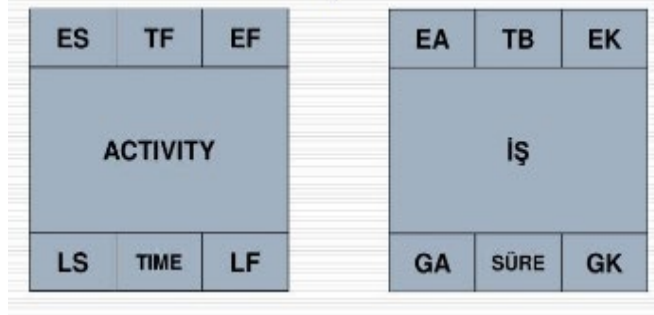 ES TF EF
ACTIVITY
LS TIME LF
EA TB EK
İŞ
GA SÜRE GK